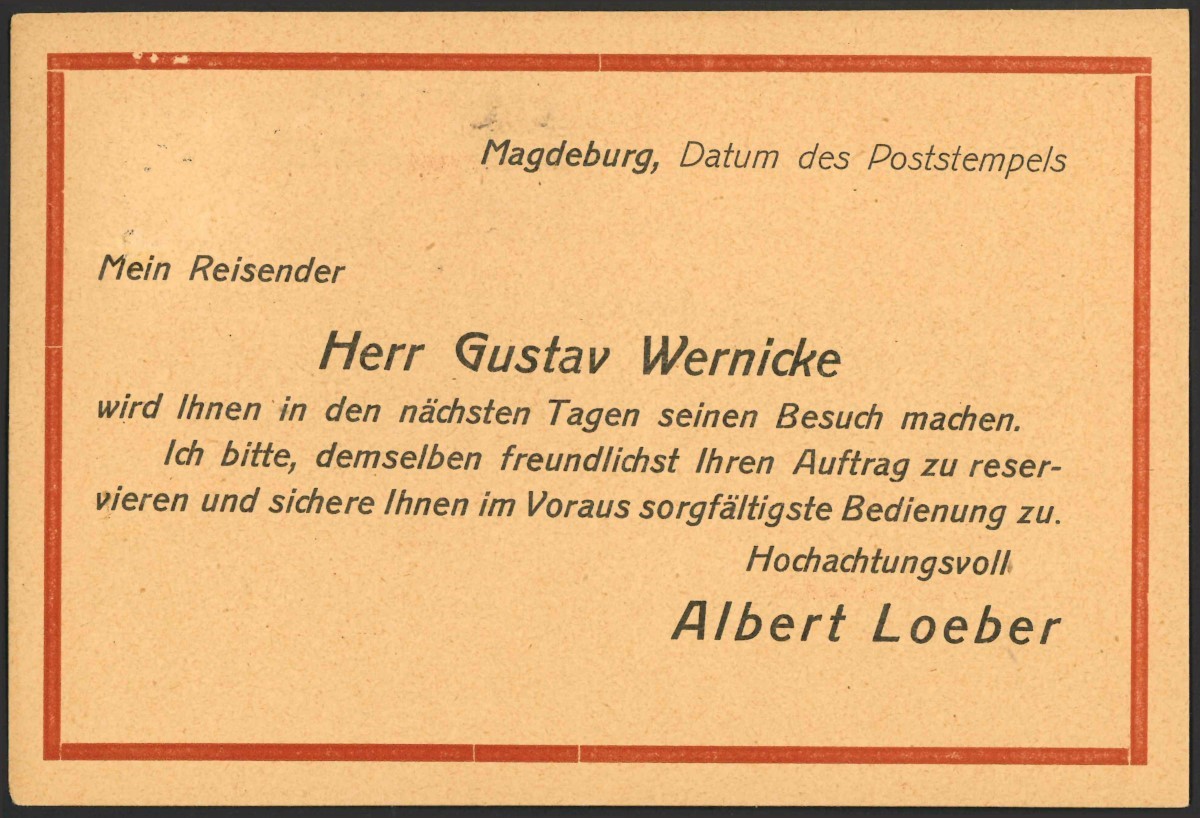 Magdeburg, Datum des Poststempels
Mein Reisender
Herr Gustav Wernicke
wird Ihnen in den nächsten Tagen seinen Besuch machen.
Ich bitte, demselben freundlichst Ihren Auftrag zu reser-
vieren und sichere Ihnen im Voraus sorgfältigste Bedienung zu.
Hochachtungsvoll
Albert Loeber